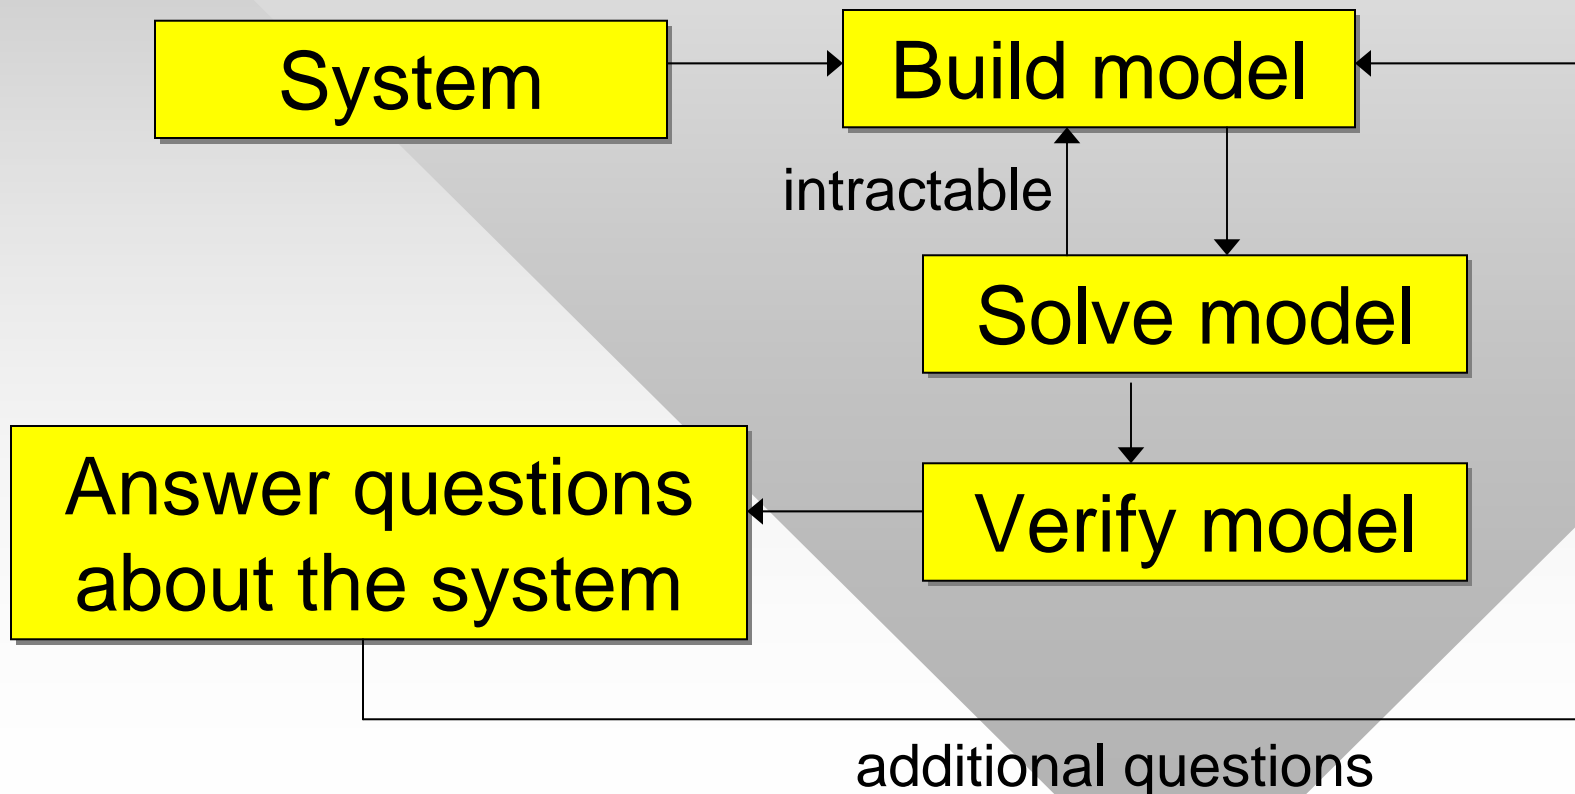 System
Build model
intractable
Solve model
Answer questions
about the system
Verify model
additional questions